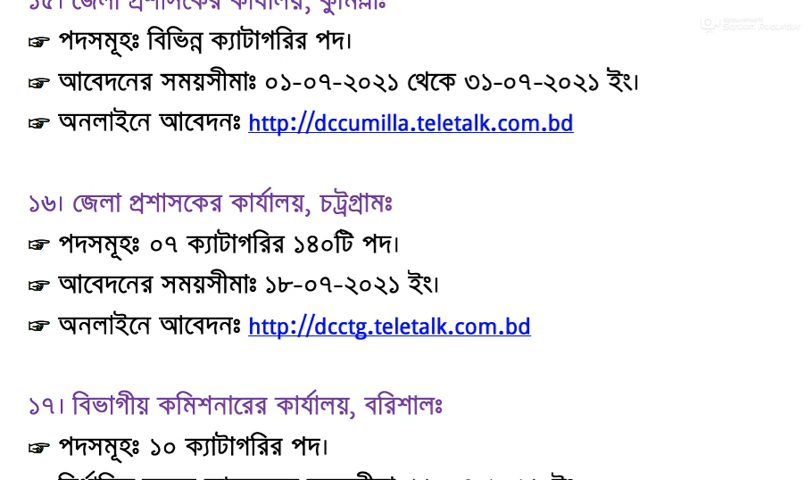 ১৫। জেলা প্রশাসকের কার্যালয়, কুমিল্লাঃ
☞ পদসমূহঃ বিভিন্ন ক্যাটাগরির পদ।
☞ আবেদনের সময়সীমাঃ ০১-০৭-২০২১ থেকে ৩১-০৭-২০২১ ইং।
☞ অনলাইনে আবেদনঃ http://dccumilla.teletalk.com.bd
১৬। জেলা প্রশাসকের কার্যালয়, চট্রগ্রামঃ
☞ পদসমূহঃ ০৭ ক্যাটাগরির ১৪০টি পদ।
☞ আবেদনের সময়সীমাঃ ১৮-০৭-২০২১ ইং।
☞ অনলাইনে আবেদনঃ http://dcctg.teletalk.com.bd
১৭। বিভাগীয় কমিশনারের কার্যালয়, বরিশালঃ
☞ পদসমূহঃ ১০ ক্যাটাগরির পদ।